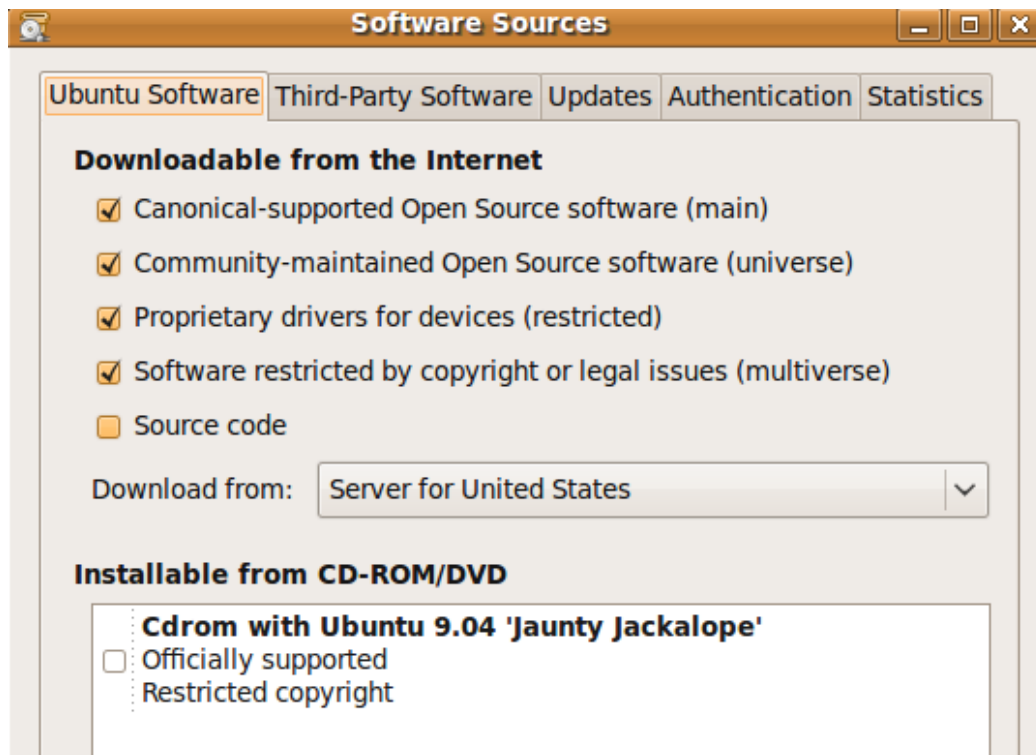 Software Sources
Ubuntu Software Third-Party Software Updates Authentication Statistics
Downloadable from the Internet
Canonical-supported Open Source software (main)
Community-maintained Open Source software (universe)
Proprietary drivers for devices (restricted)
Software restricted by copyright or legal issues (multiverse)
Source code
Download from: Server for United States
Installable from CD-ROM/DVD
Cdrom with Ubuntu 9.04 'Jaunty Jackalope'
Officially supported
Restricted copyright